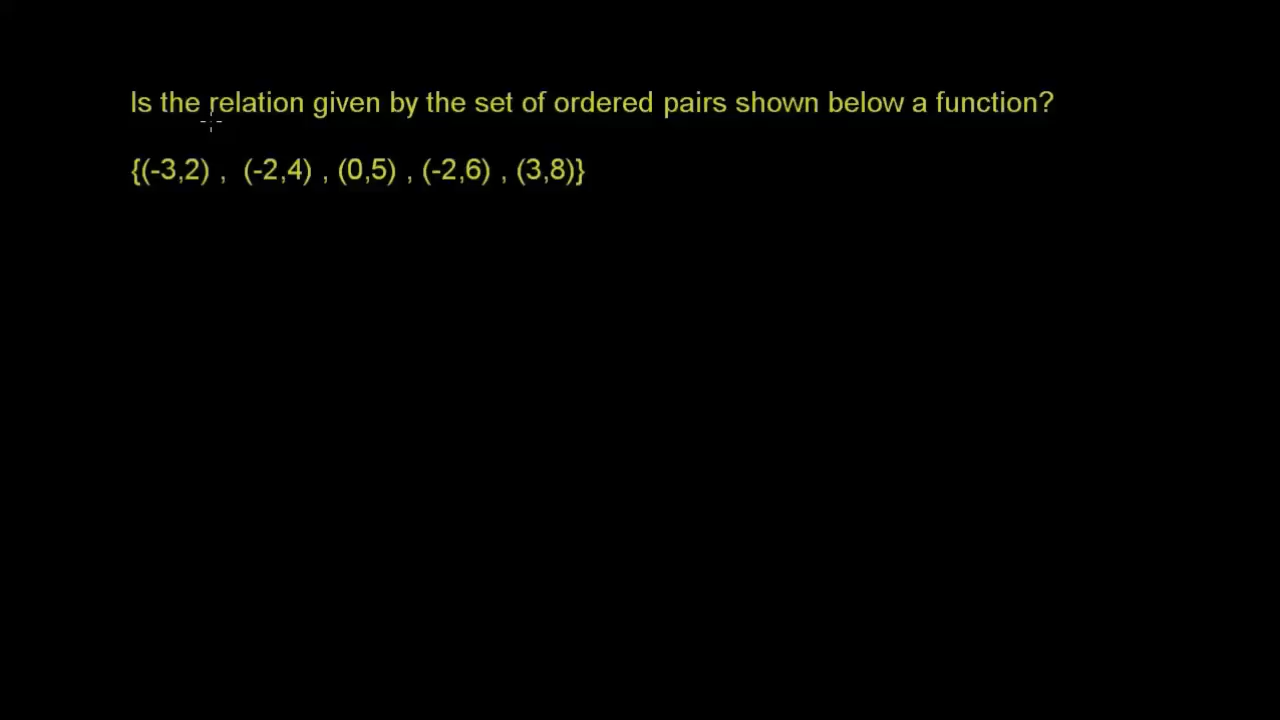 Is the relation given by the set of ordered pairs shown below a function?
{(-3,2) ,  (-2,4) , (0,5) , (-2,6) , (3,8)}